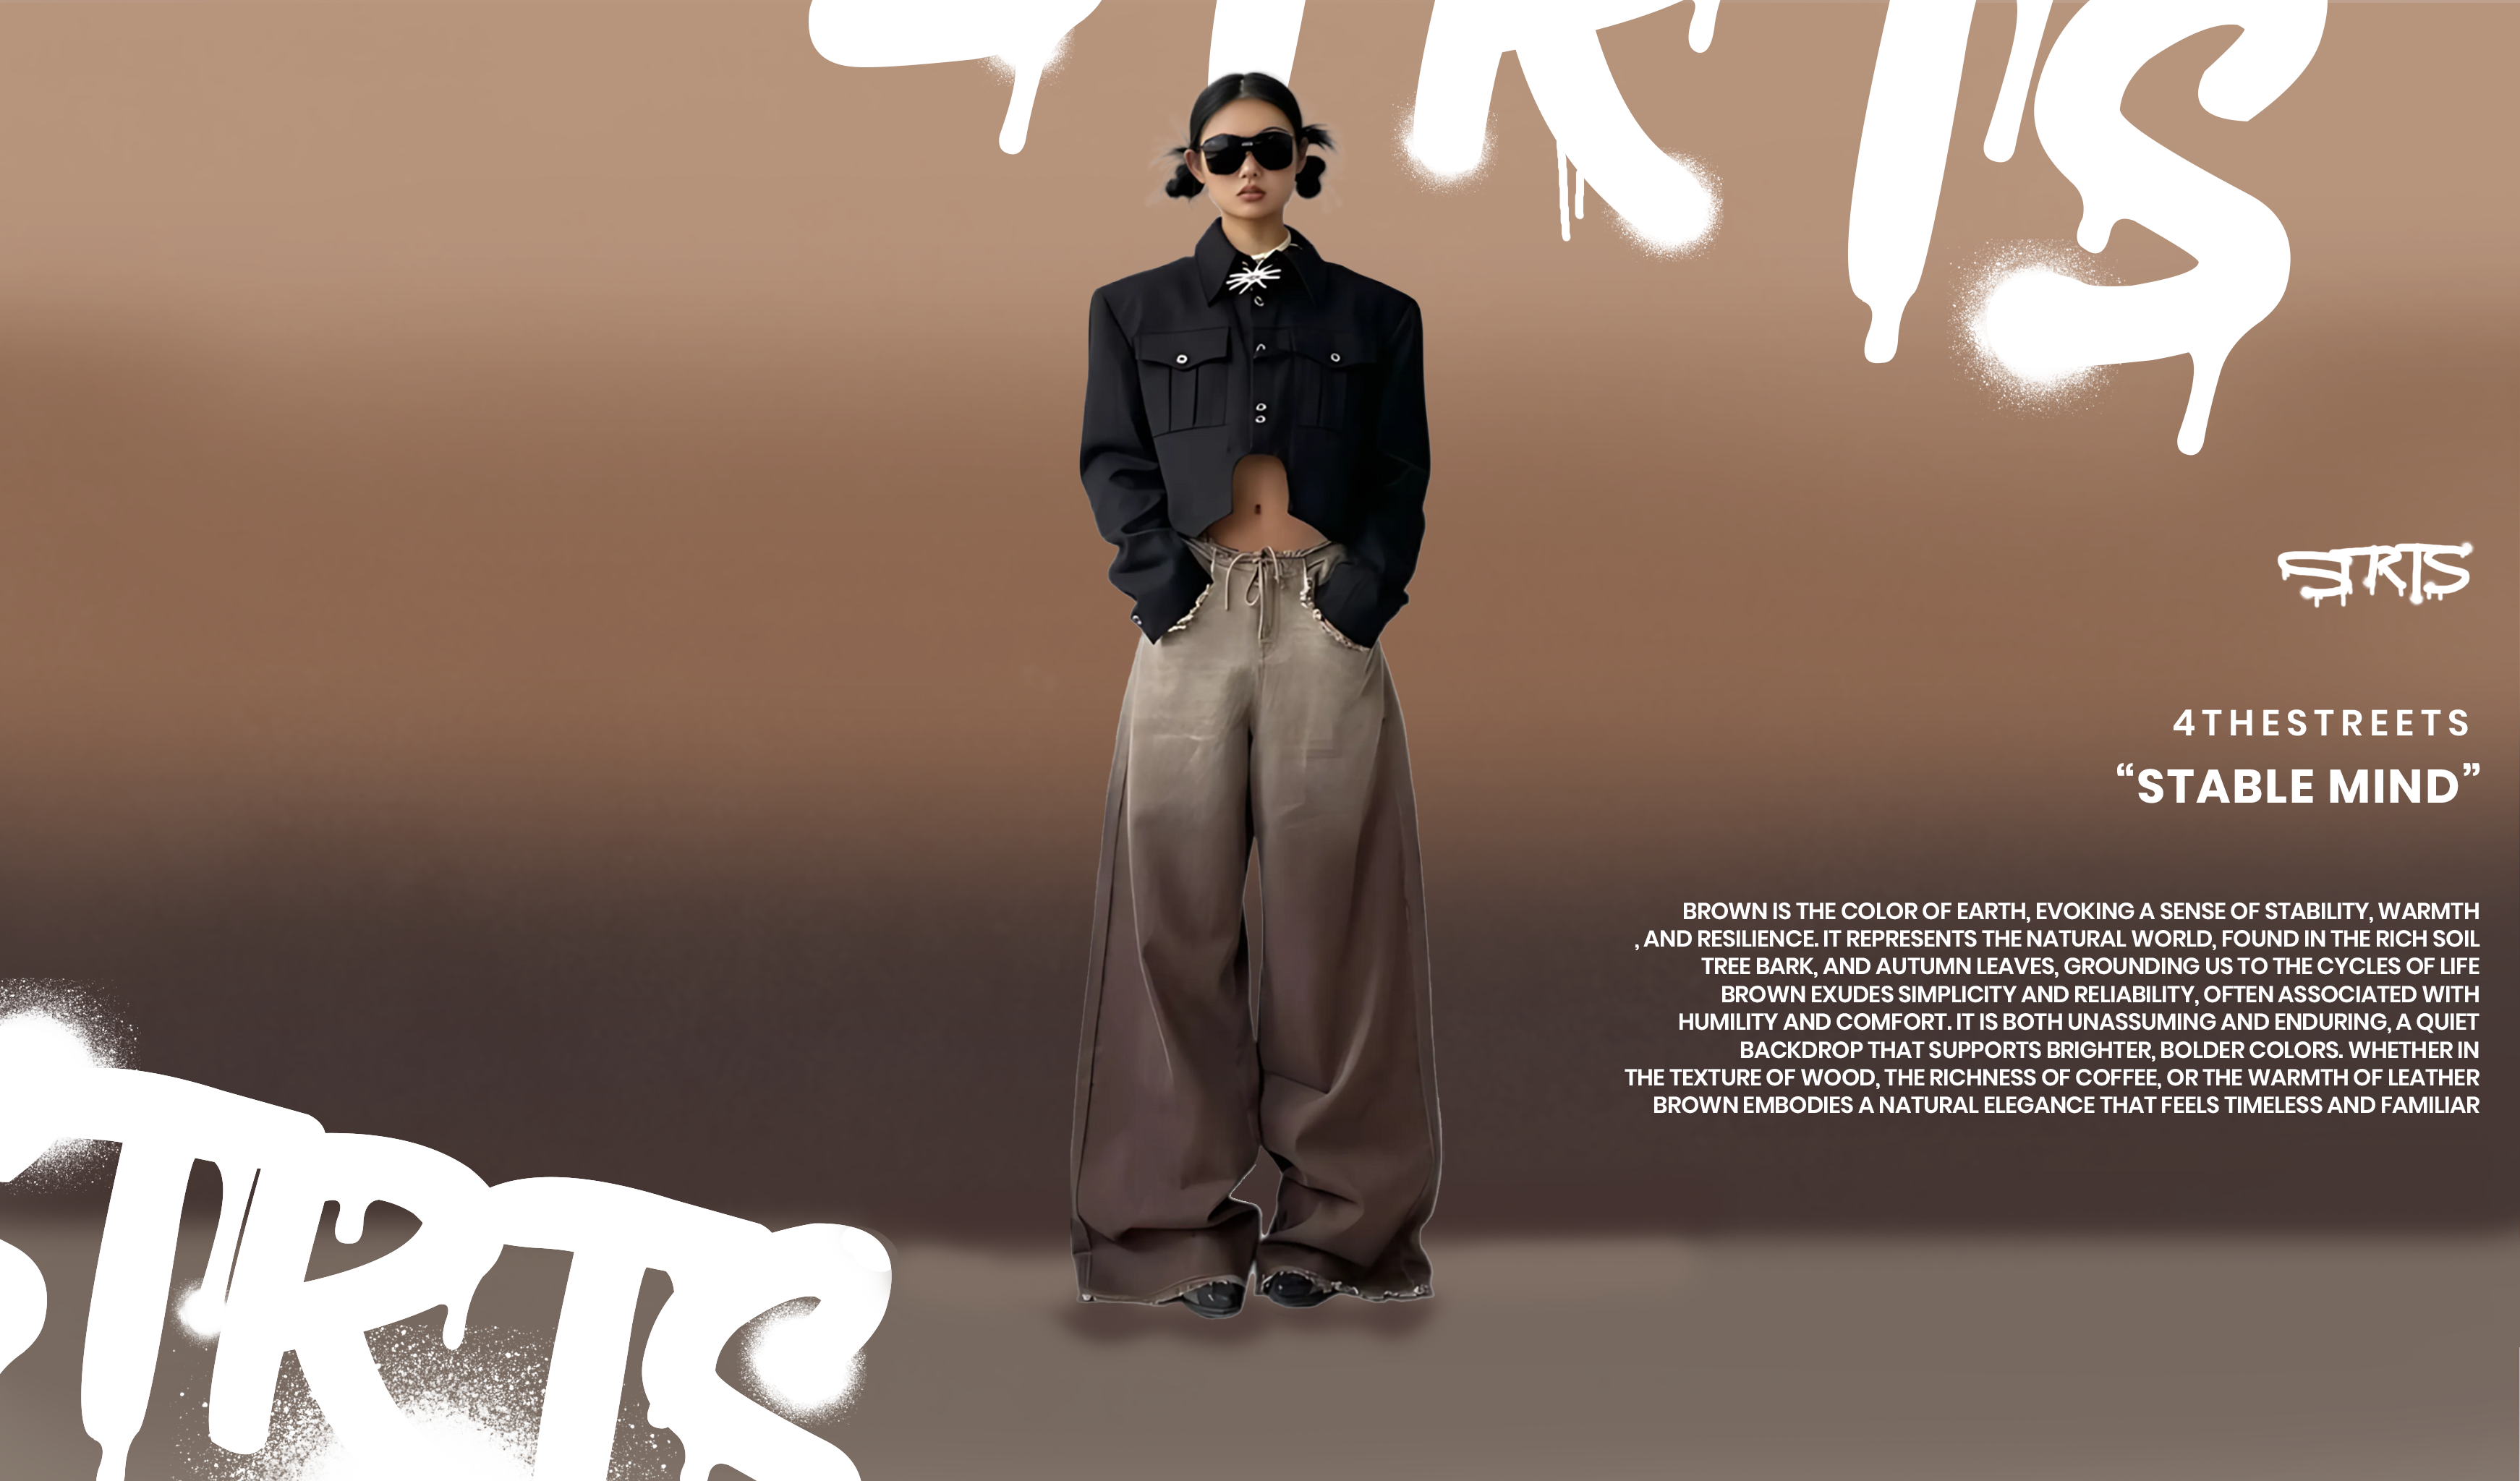 STRTS
STRTS
4THESTREETS
“STABLE MIND”
BROWN IS THE COLOR OF EARTH, EVOKING A SENSE OF STABILITY, WARMTH
, AND RESILIENCE. IT REPRESENTS THE NATURAL WORLD, FOUND IN THE RICH SOIL
TREE BARK, AND AUTUMN LEAVES, GROUNDING US TO THE CYCLES OF LIFE
BROWN EXUDES SIMPLICITY AND RELIABILITY, OFTEN ASSOCIATED WITH
HUMILITY AND COMFORT. IT IS BOTH UNASSUMING AND ENDURING, A QUIET
BACKDROP THAT SUPPORTS BRIGHTER, BOLDER COLORS. WHETHER IN
THE TEXTURE OF WOOD, THE RICHNESS OF COFFEE, OR THE WARMTH OF LEATHER
BROWN EMBODIES A NATURAL ELEGANCE THAT FEELS TIMELESS AND FAMILIAR
STRTS